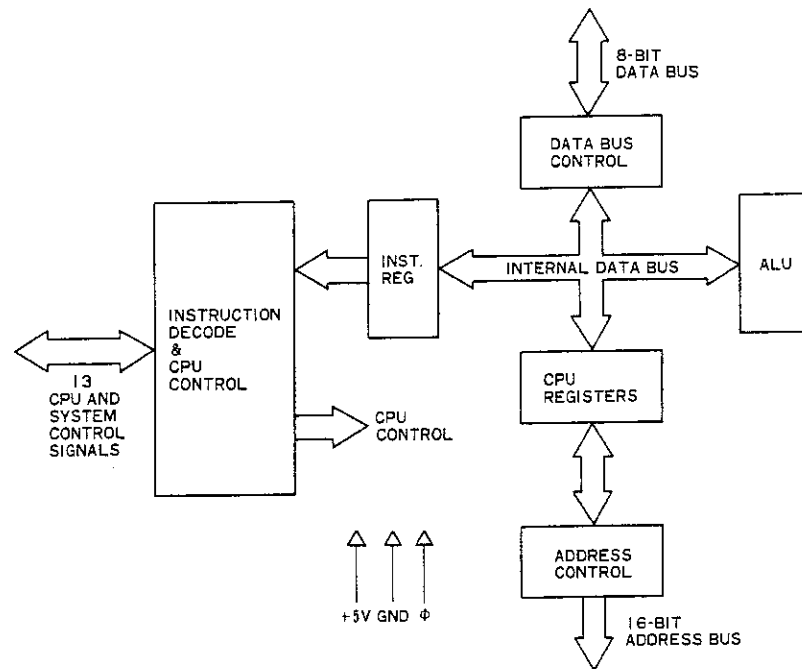 8-BIT
DATA BUS
DATA BUS
CONTROL
INST.
REG
INTERNAL DATA BUS
ALU
INSTRUCTION
DECODE
&
CPU
CONTROL
13
CPU AND
SYSTEM
CONTROL
SIGNALS
CPU
REGISTERS
CPU
CONTROL
ADDRESS
CONTROL
+5V GND Φ
16-BIT
ADDRESS BUS